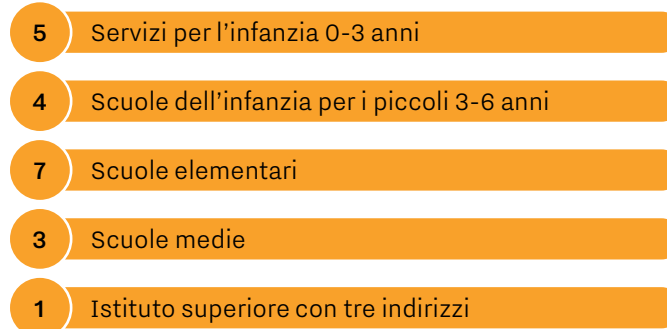 5 Servizi per l'infanzia 0-3 anni
4 Scuole dell'infanzia per i piccoli 3-6 anni
7 Scuole elementari
3 Scuole medie
1 Istituto superiore con tre indirizzi